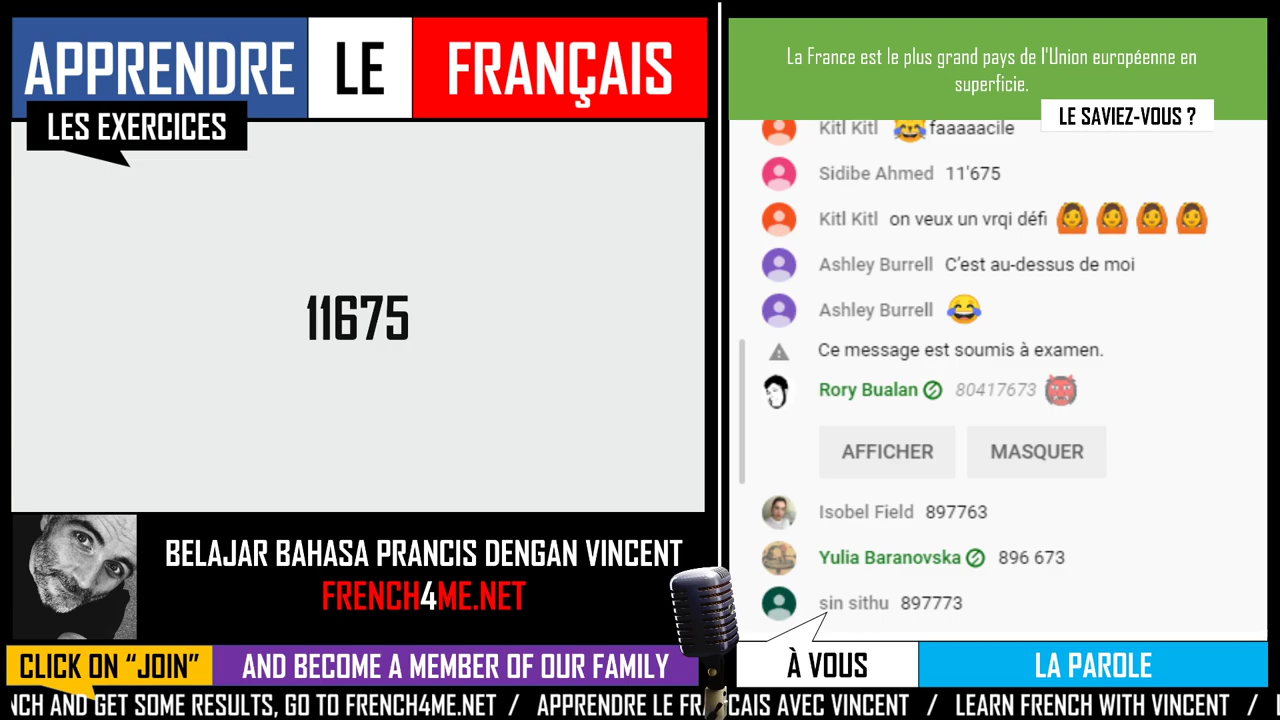 APPRENDRE LE FRANÇAIS
LES EXERCICES
11675
BELAJAR BAHASA PRANCIS DENGAN VINCENT
FRENCH4ME.NET
CLICK ON “JOIN”
AND BECOME A MEMBER OF OUR FAMILY
La France est le plus grand pays de l'Union européenne en
superficie.
LE SAVIEZ-VOUS ?
Kitl Kitl 😹 faaaaacile
Sidibe Ahmed 11'675
Kitl Kitl on veux un vrqi défi 🙆 🙆 🙆 🙆
Ashley Burrell C’est au-dessus de moi
Ashley Burrell 😂
Ce message est soumis à examen.
Rory Bualan 80417673 👹
AFFICHER MASQUER
Isobel Field 897763
Yulia Baranovska 896 673
sin sithu 897773
À VOUS LA PAROLE
NCH AND GET SOME RESULTS, GO TO FRENCH4ME.NET / APPRENDRE LE FRA CAIS AVEC VINCENT / LEARN FRENCH WITH VINCENT /